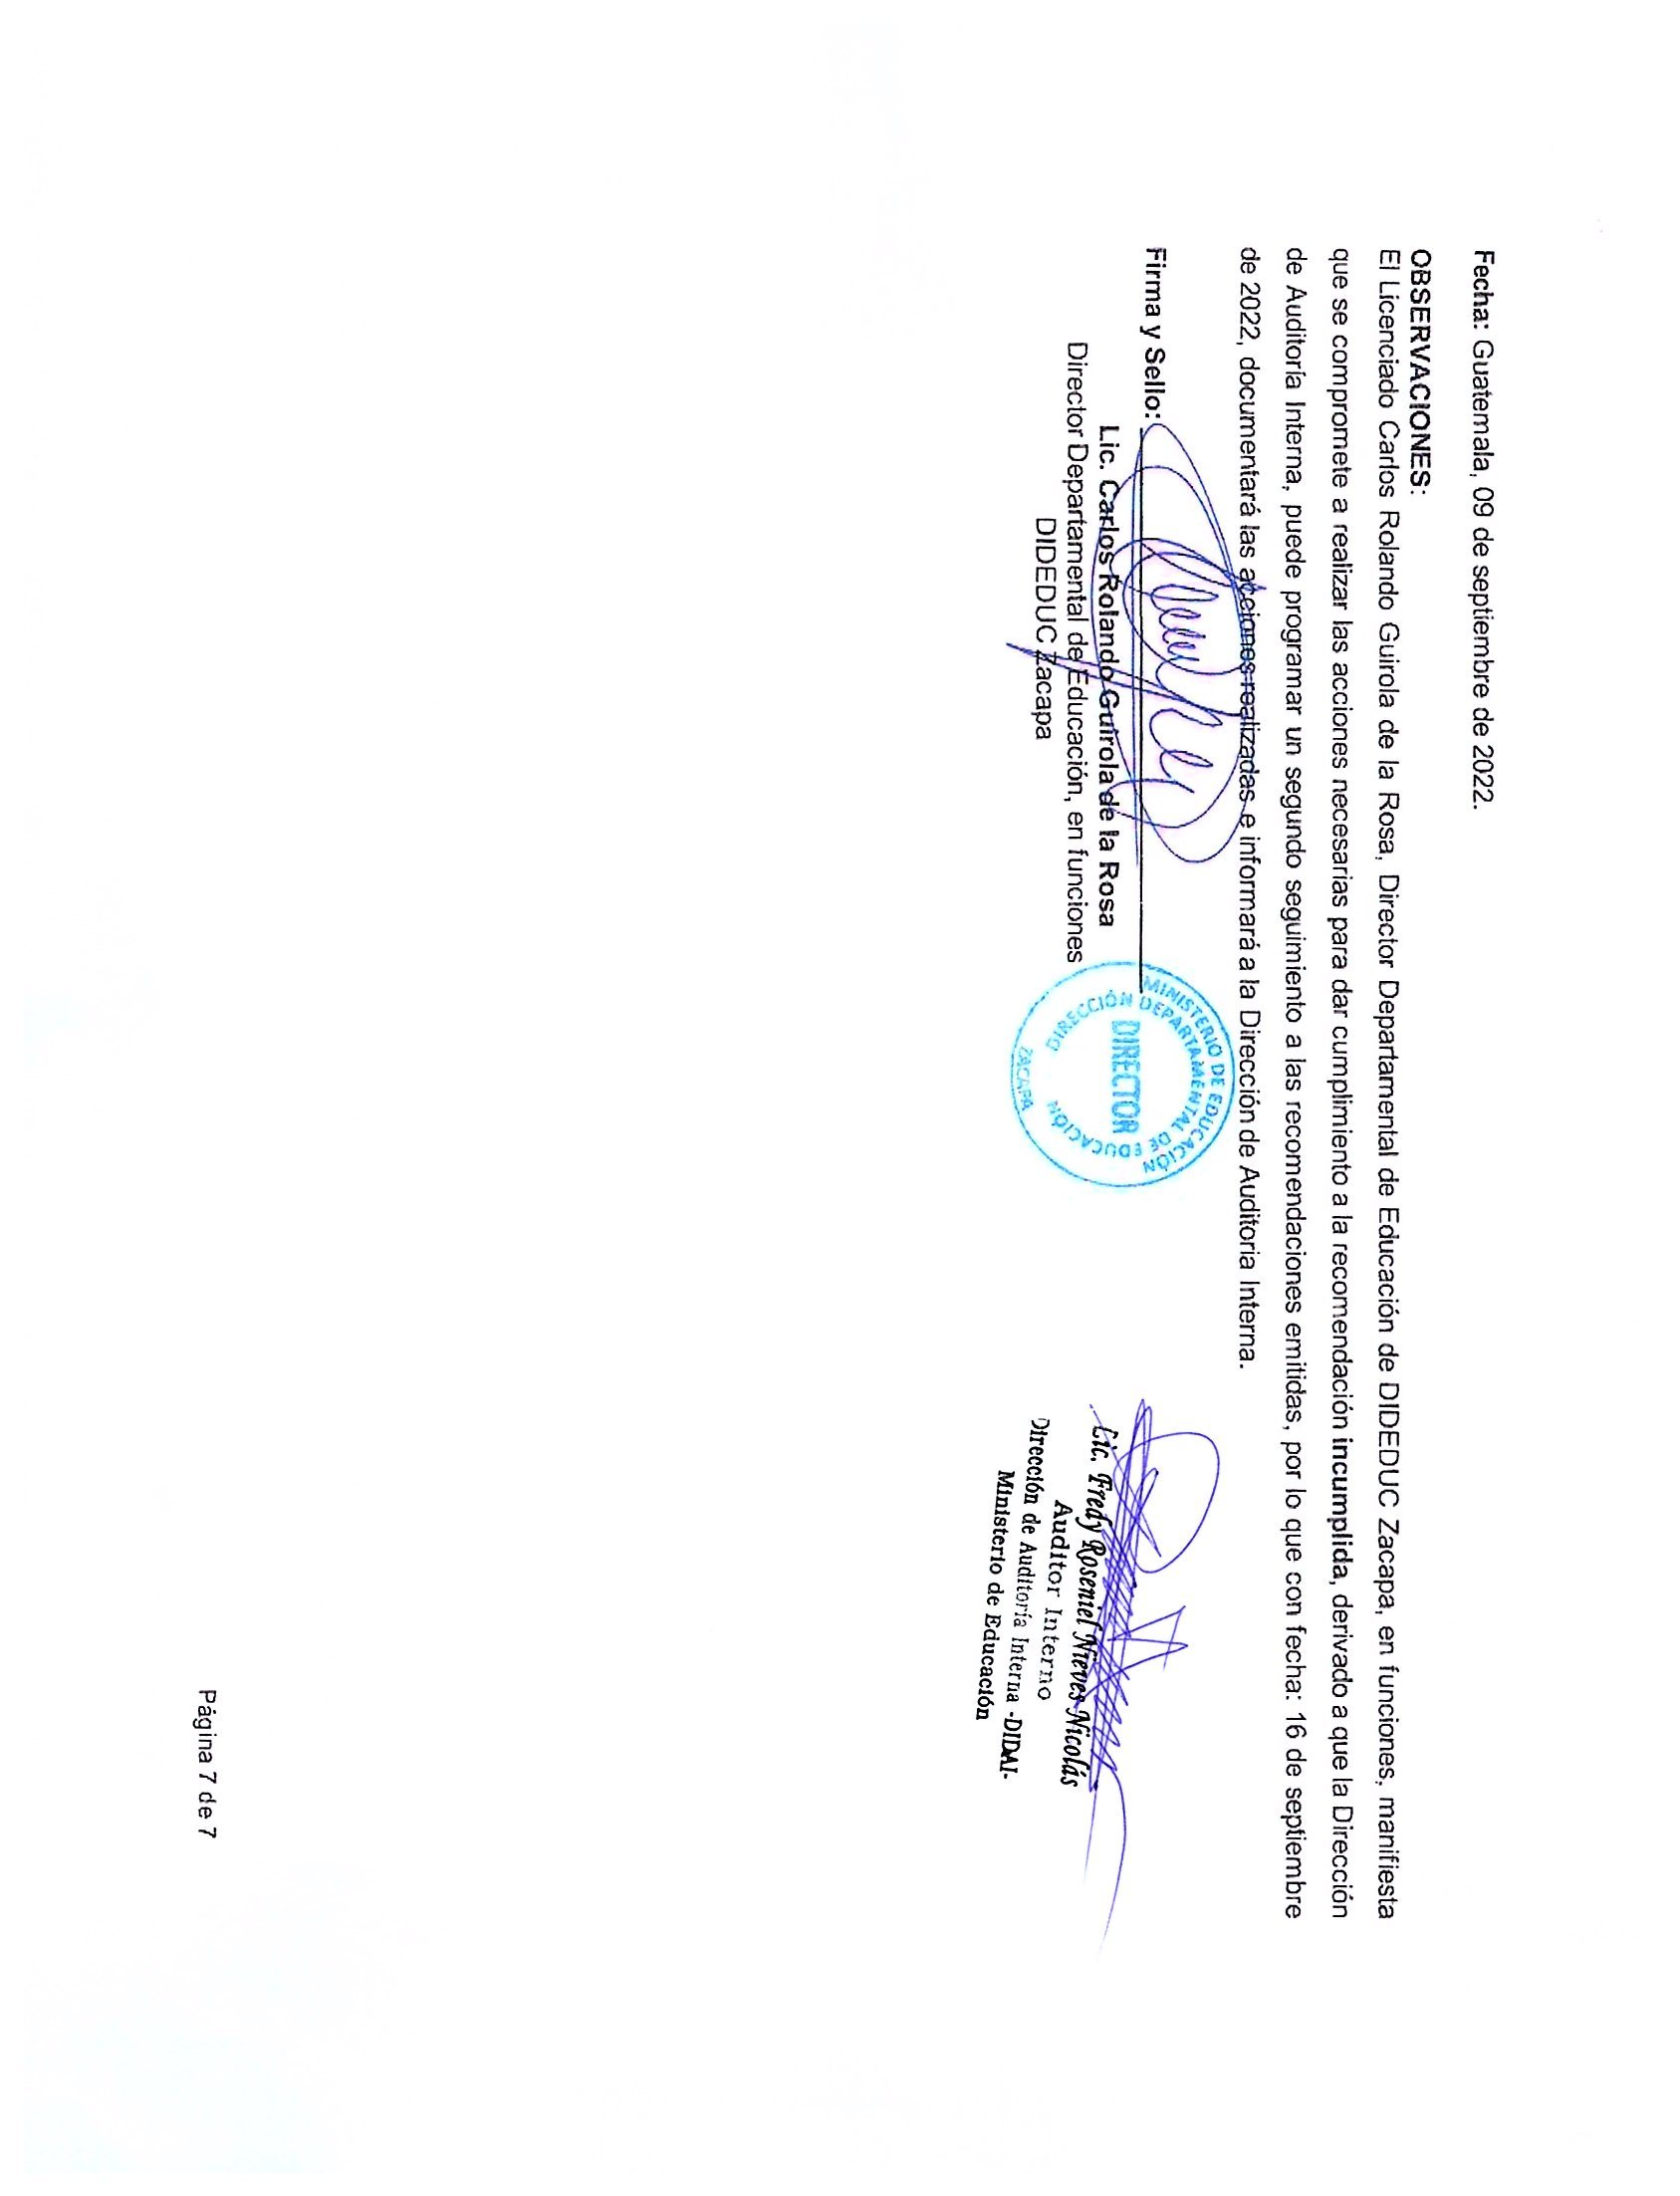 Fecha: Guatemala, 09 de septiembre de 2022.
OBSERVACIONES:
El Licenciado Carlos Rolando Guirola de la Rosa, Director Departamental de Educación de DIDEDUC Zacapa, en funciones, manifiesta
que se compromete a realizar las acciones necesarias para dar cumplimiento a la recomendación incumplida, derivado a que la Dirección
de Auditoría Interna, puede programar un segundo seguimiento a las recomendaciones emitidas, por lo que con fecha: 16 de septiembre
de 2022, documentará las acciones realizadas e informará a la Dirección de Auditoria Interna.
Firma y Sello:
Lic. Carlos Rolando Guirola de la Rosa
Director Departamental de Educación, en funciones
DIDEDUC Zacapa
MINISTERIO DE EDUCACIÓN
DIRECCIÓN DEPARTAMENTAL DE EDUCACIÓN
DIRECTOR
ZACAPA
Lic. Fredy Roseniel Nieves Nicolás
Auditor Interno
Dirección de Auditoría Interna -DIDAI-
Ministerio de Educación
Página 7 de 7